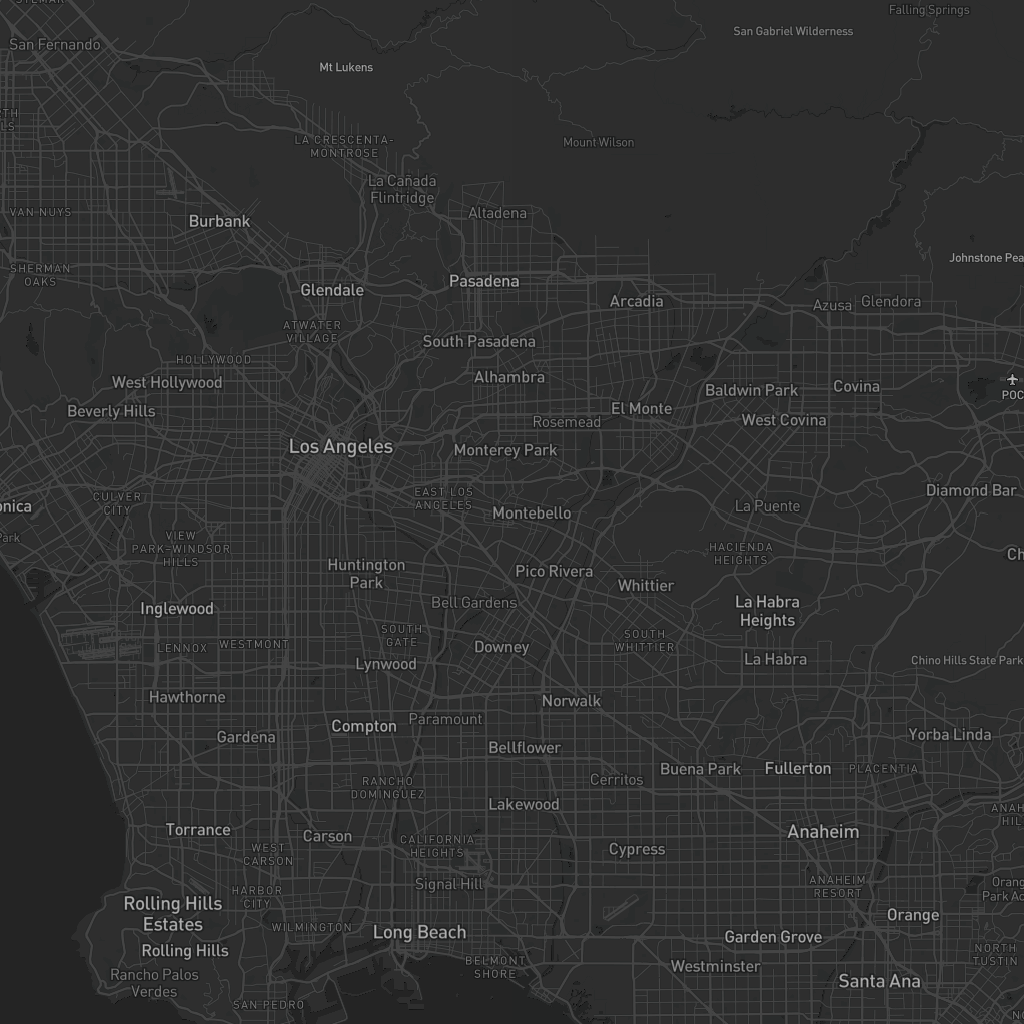 Falling Springs
San Gabriel Wilderness
San Fernando
Mt Lukens
LA CRESCENTA-
MONTROSE
Mount Wilson
La Cañada
Flintridge
VAN NUYS
Burbank
Altadena
SHERMAN
OAKS
Johnstone Pea
Glendale
Pasadena
Arcadia
Azusa
Glendora
ATWATER
VILLAGE
South Pasadena
HOLLYWOOD
West Hollywood
Alhambra
Baldwin Park
Covina
POC
Beverly Hills
Rosemead
El Monte
West Covina
Los Angeles
Monterey Park
CULVER
CITY
EAST LOS
ANGELES
Diamond Bar
onica
Park
Montebello
La Puente
VIEW
PARK-WINDSOR
HILLS
HACIENDA
HEIGHTS
Ch
Huntington
Park
Pico Rivera
Whittier
Inglewood
Bell Gardens
La Habra
Heights
LENNOX
WESTMONT
SOUTH
GATE
Downey
SOUTH
WHITTIER
Lynwood
La Habra
Chino Hills State Park
Hawthorne
Norwalk
Gardena
Compton
Paramount
Yorba Linda
Bellflower
Cerritos
Buena Park
Fullerton
PLACENTIA
RANCHO
DOMINGUEZ
Lakewood
ANAH
HIL
Torrance
Carson
CALIFORNIA
HEIGHTS
Cypress
Anaheim
WEST
CARSON
Signal Hill
ANAHEIM
RESORT
Orang
Park Ac
HARBOR
CITY
Rolling Hills
Estates
WILMINGTON
Long Beach
Garden Grove
Orange
Rolling Hills
BELMONT
SHORE
Westminster
NORTH
TUSTIN
Rancho Palos
Verdes
SAN PEDRO
Santa Ana